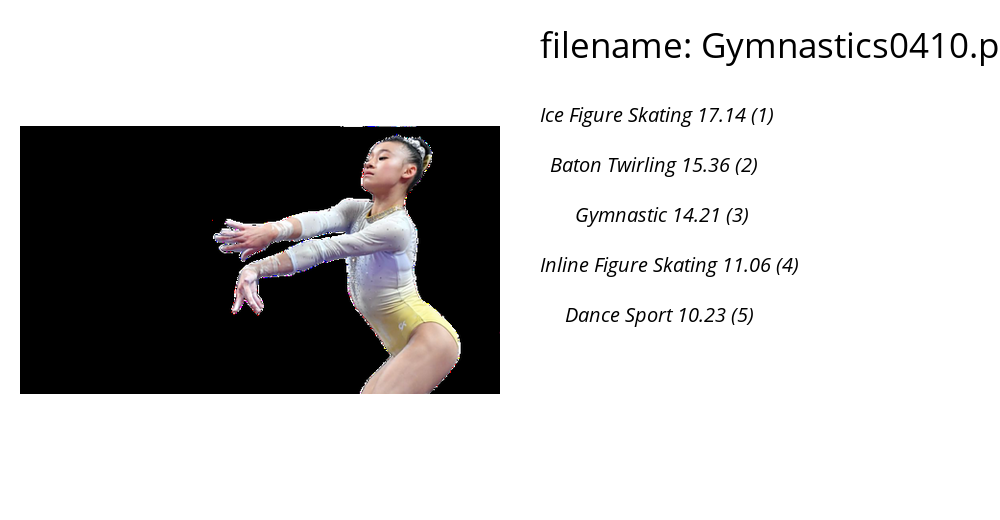 filename: Gymnastics0410.p
Ice Figure Skating 17.14 (1)
Baton Twirling 15.36 (2)
Gymnastic 14.21 (3)
Inline Figure Skating 11.06 (4)
Dance Sport 10.23 (5)